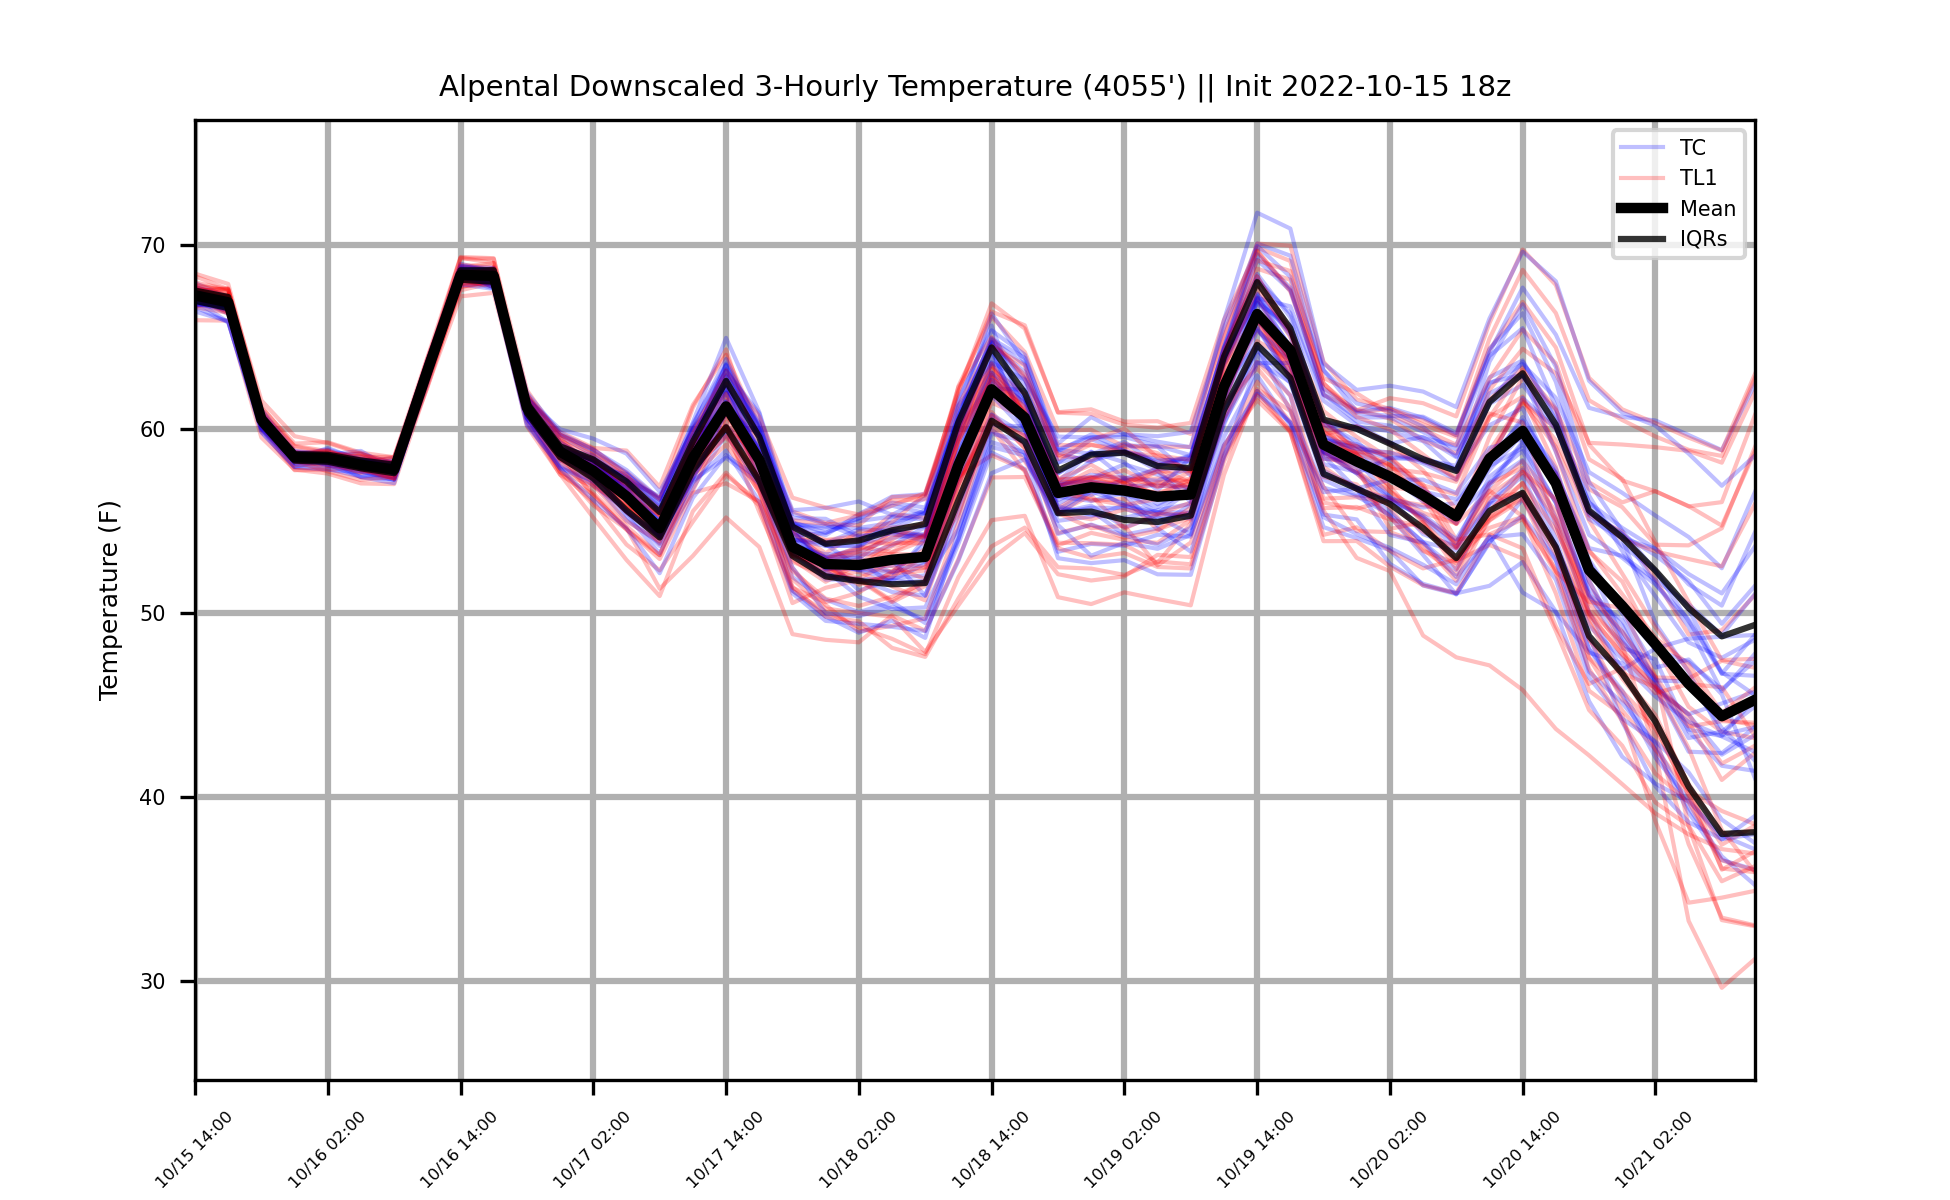 Alpental Downscaled 3-Hourly Temperature (4055') || Init 2022-10-15 18z
TC
TL1
Mean
IQRs
Temperature (F)
70
60
50
40
30
10/15 14:00
10/16 02:00
10/16 14:00
10/17 02:00
10/17 14:00
10/18 02:00
10/18 14:00
10/19 02:00
10/19 14:00
10/20 02:00
10/20 14:00
10/21 02:00